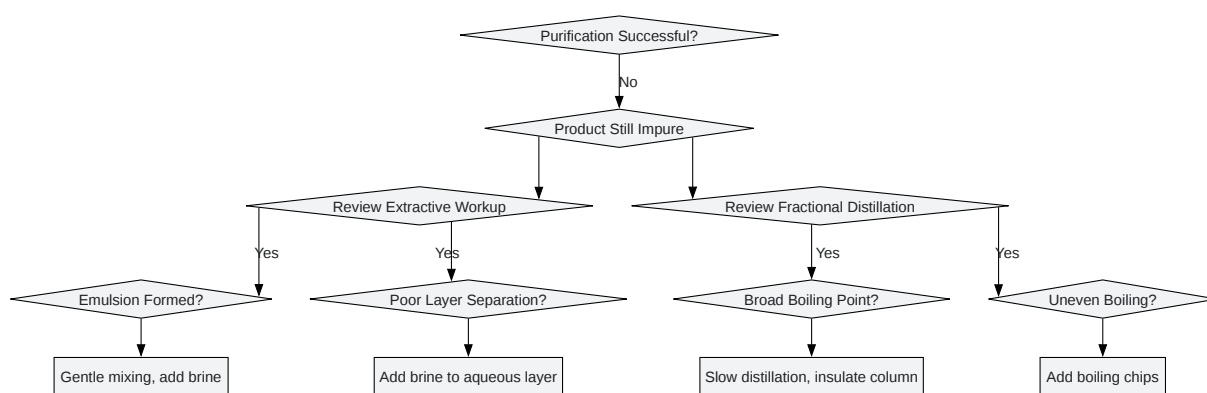 Purification Successful?
No
Product Still Impure
Review Extractive Workup
Review Fractional Distillation
Yes
Yes
Yes
Yes
Emulsion Formed?
Poor Layer Separation?
Broad Boiling Point?
Uneven Boiling?
Gentle mixing, add brine
Add brine to aqueous layer
Slow distillation, insulate column
Add boiling chips